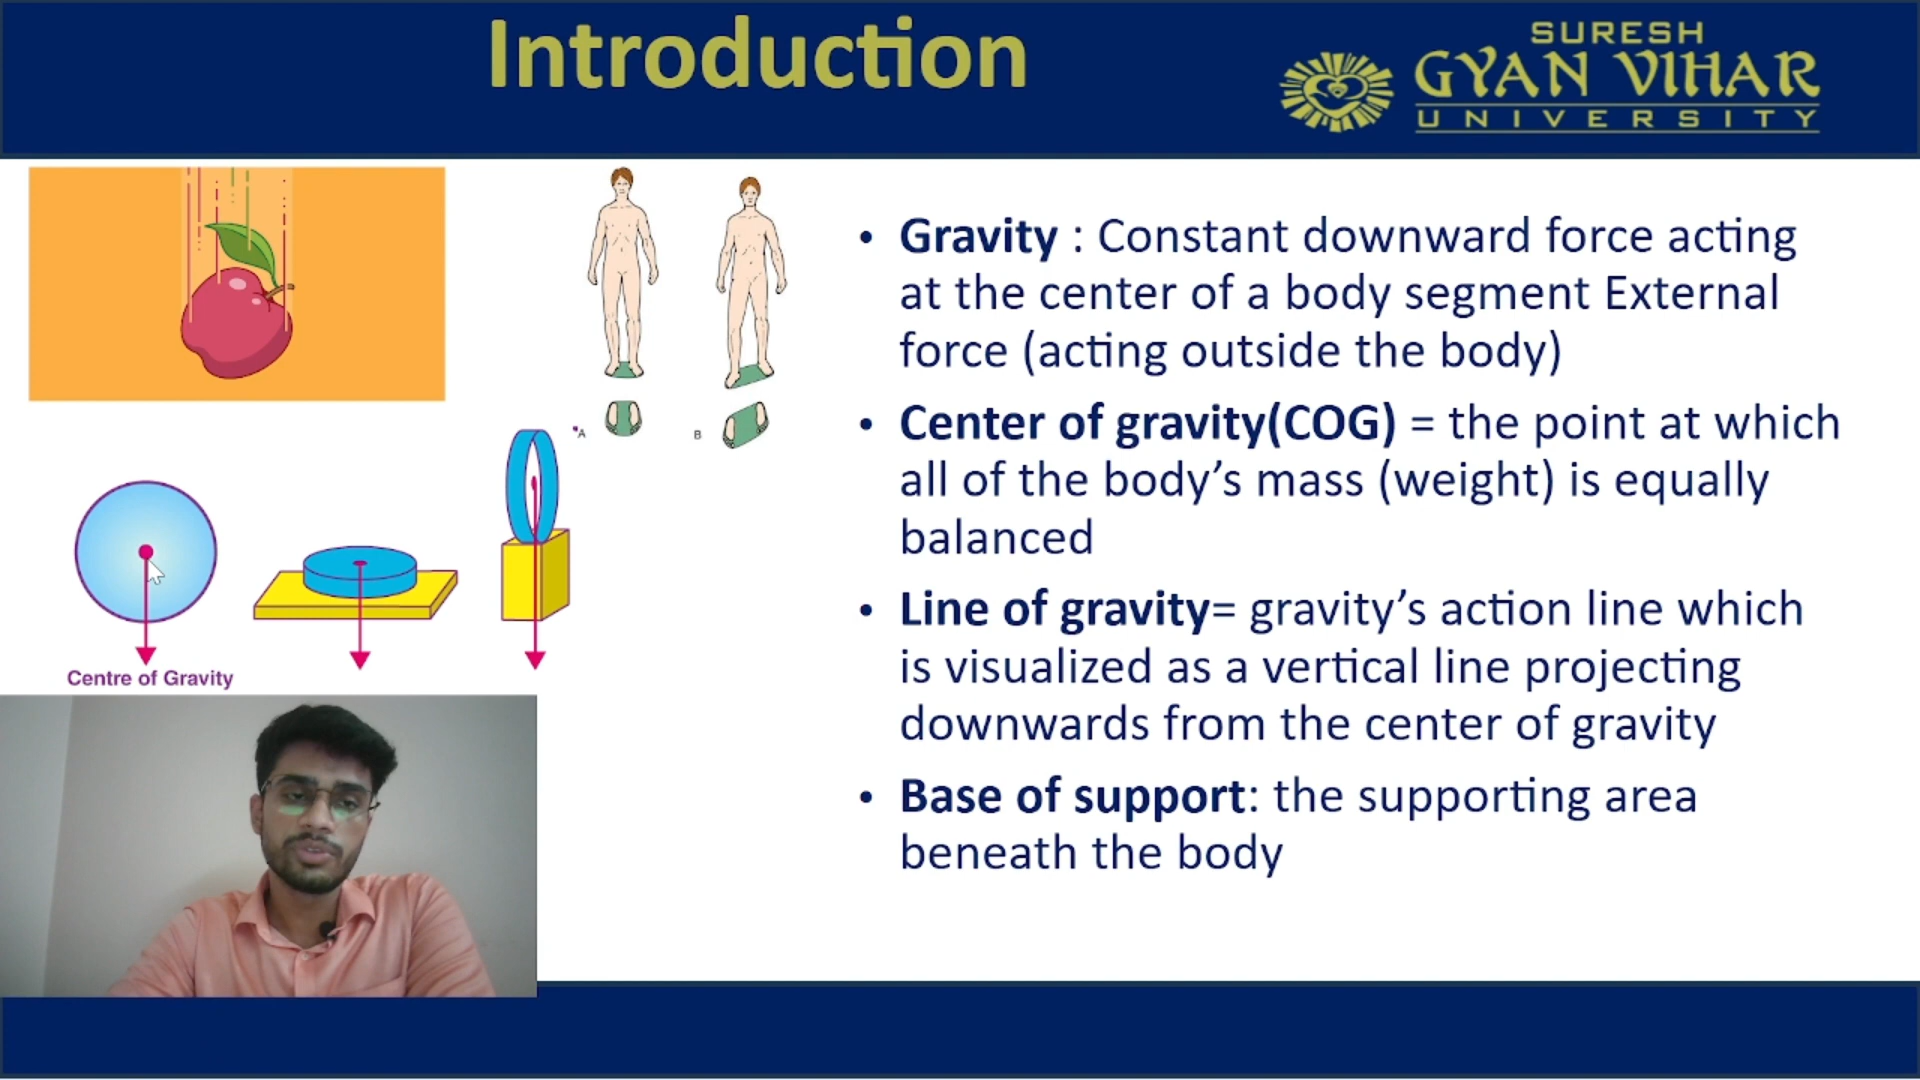 Introduction
SURESH
GYAN VIHAR
UNIVERSITY
A
B
Centre of Gravity
• Gravity : Constant downward force acting
at the center of a body segment External
force (acting outside the body)
• Center of gravity(COG) = the point at which
all of the body’s mass (weight) is equally
balanced
• Line of gravity= gravity’s action line which
is visualized as a vertical line projecting
downwards from the center of gravity
• Base of support: the supporting area
beneath the body